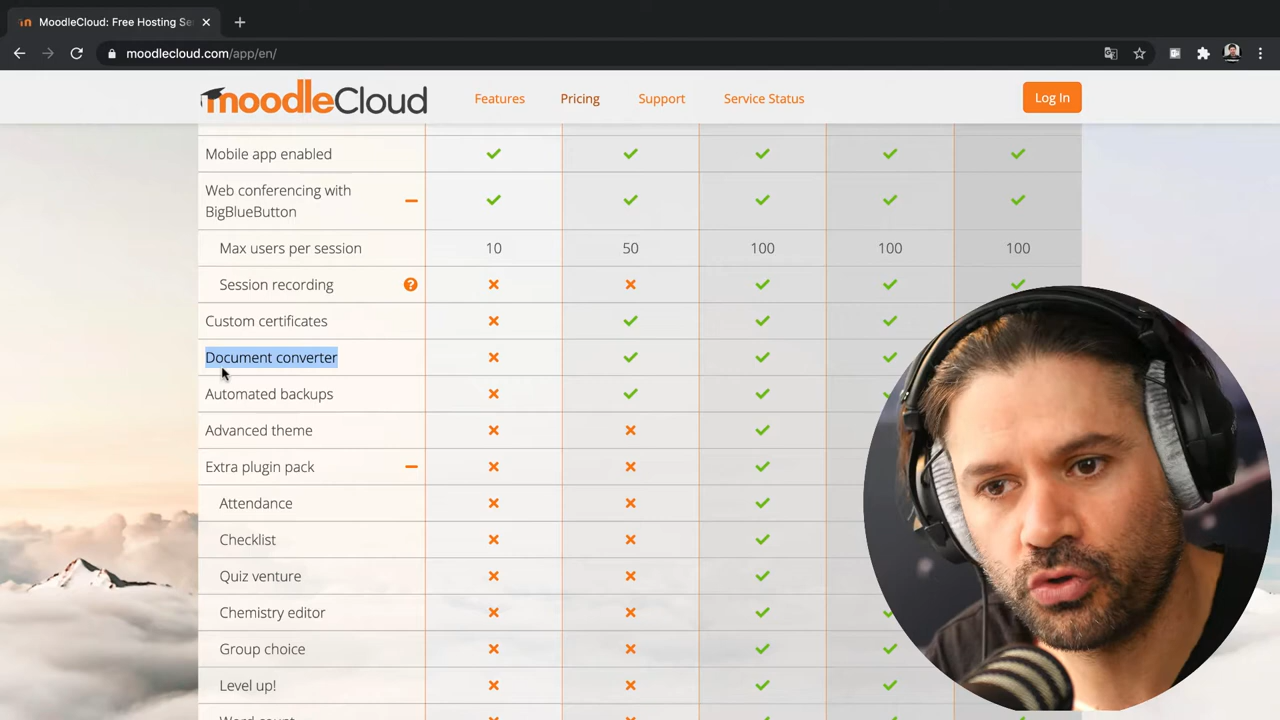 MoodleCloud: Free Hosting Se
moodlecloud.com/app/en/
moodleCloud
Features
Pricing
Support
Service Status
Log In
Mobile app enabled
Web conferencing with
BigBlueButton
Max users per session
10
50
100
100
100
Session recording
?
Custom certificates
Document converter
Automated backups
Advanced theme
Extra plugin pack
Attendance
Checklist
Quiz venture
Chemistry editor
Group choice
Level up!